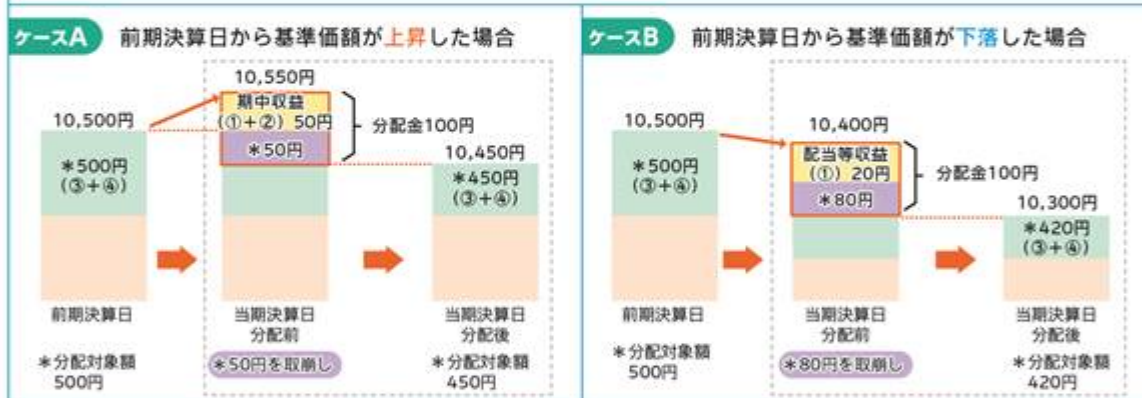 ケースA 前期決算日から基準価額が上昇した場合
10,550円
期中収益
(①+②) 50円
*50円
分配金100円
10,500円
*500円
(③+④)
10,450円
*450円
(③+④)
前期決算日
当期決算日
分配前
当期決算日
分配後
*分配対象額
500円
*50円を取崩し
*分配対象額
450円
ケースB 前期決算日から基準価額が下落した場合
10,500円
*500円
(③+④)
10,400円
配当等収益
(①) 20円
*80円
分配金100円
10,300円
*420円
(③+④)
前期決算日
当期決算日
分配前
当期決算日
分配後
*分配対象額
500円
*80円を取崩し
*分配対象額
420円